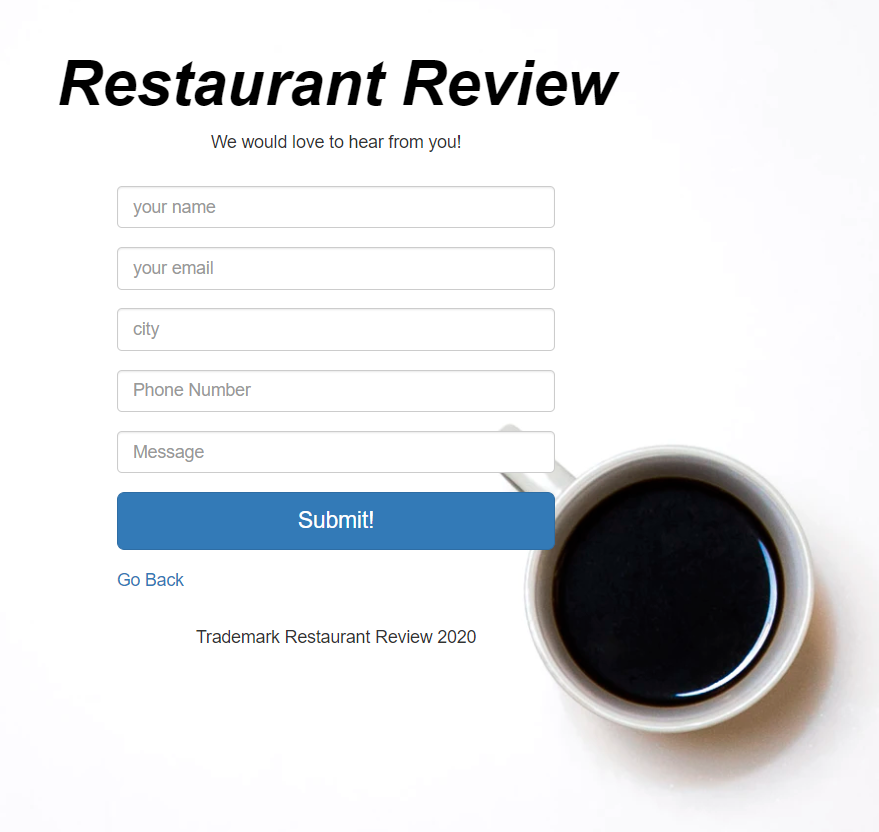 Restaurant Review
We would love to hear from you!
your name
your email
city
Phone Number
Message
Submit!
Go Back
Trademark Restaurant Review 2020